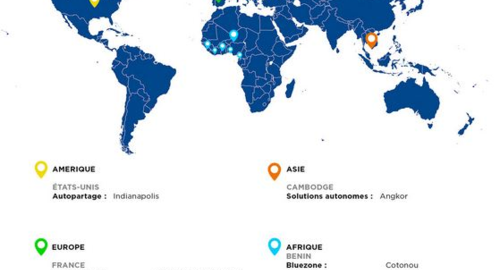 AMERIQUE
ÉTATS-UNIS
Autopartage : Indianapolis
ASIE
CAMBODGE
Solutions autonomes : Angkor
EUROPE
FRANCE
AFRIQUE
BENIN
Bluezone : Cotonou